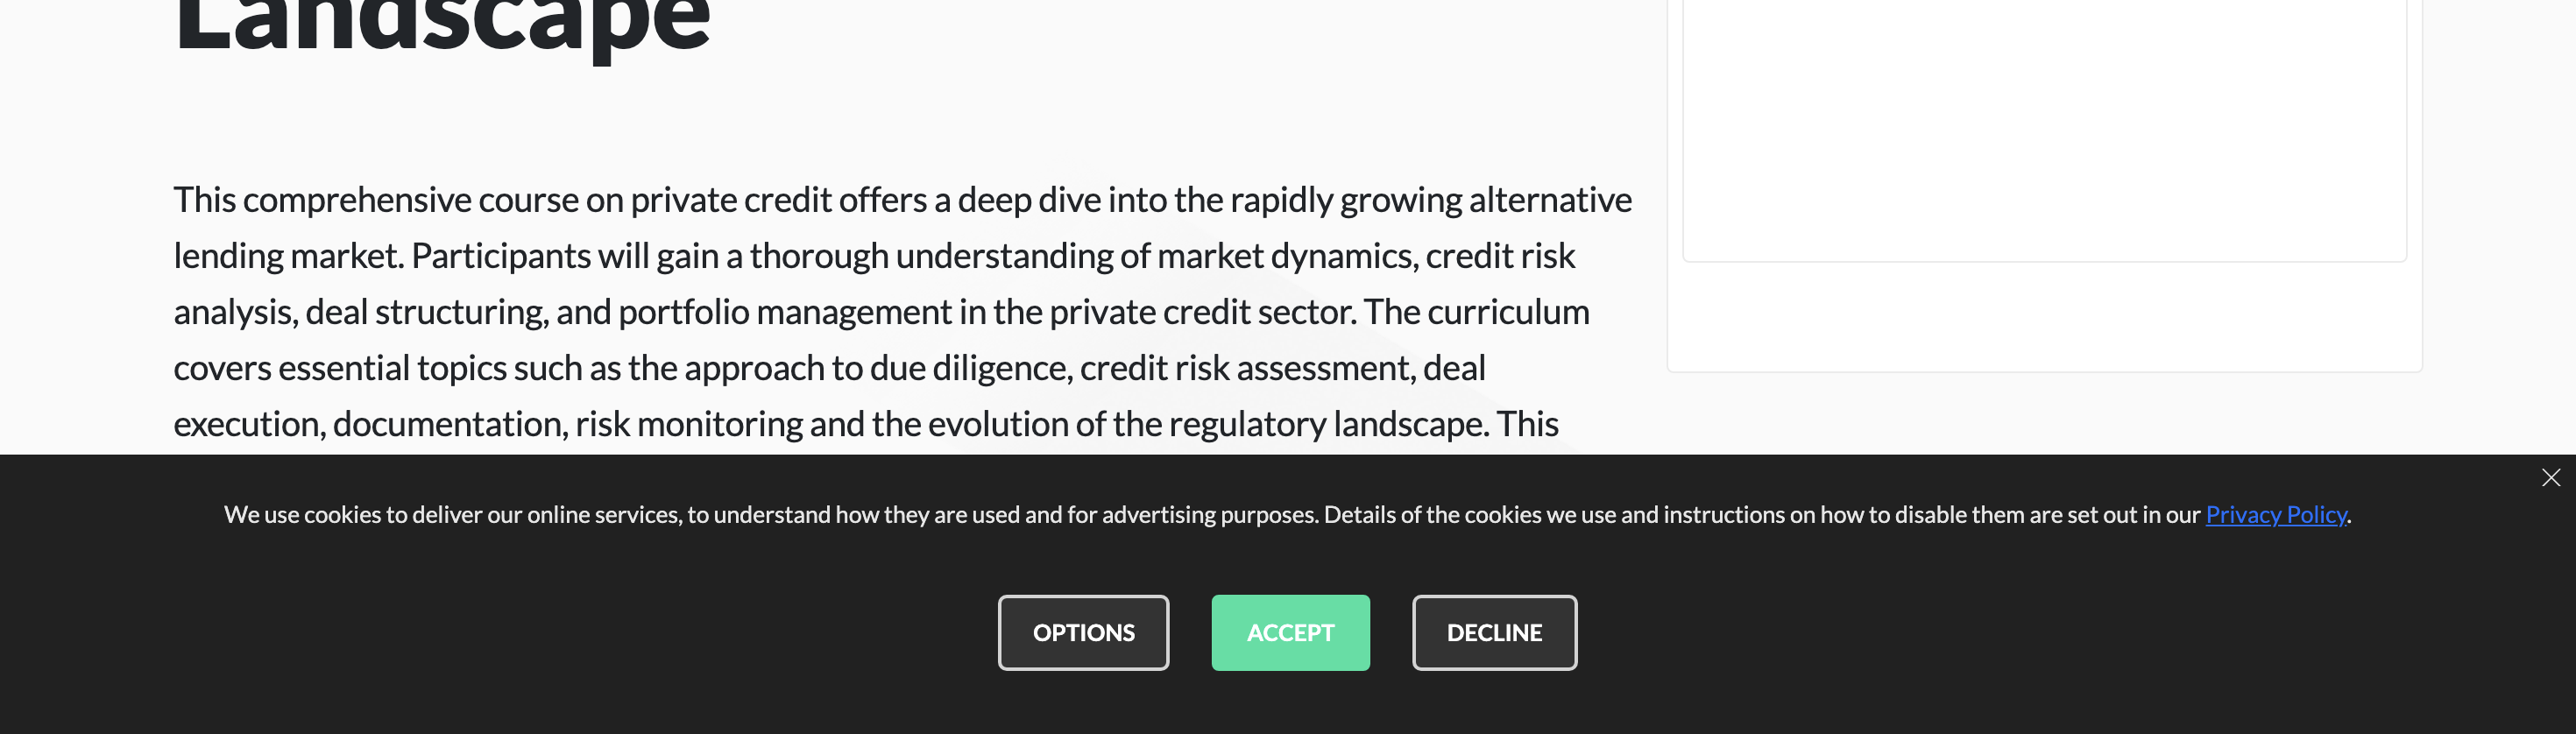 Landscape
This comprehensive course on private credit offers a deep dive into the rapidly growing alternative
lending market. Participants will gain a thorough understanding of market dynamics, credit risk
analysis, deal structuring, and portfolio management in the private credit sector. The curriculum
covers essential topics such as the approach to due diligence, credit risk assessment, deal
execution, documentation, risk monitoring and the evolution of the regulatory landscape. This
We use cookies to deliver our online services, to understand how they are used and for advertising purposes. Details of the cookies we use and instructions on how to disable them are set out in our Privacy Policy.
OPTIONS ACCEPT DECLINE